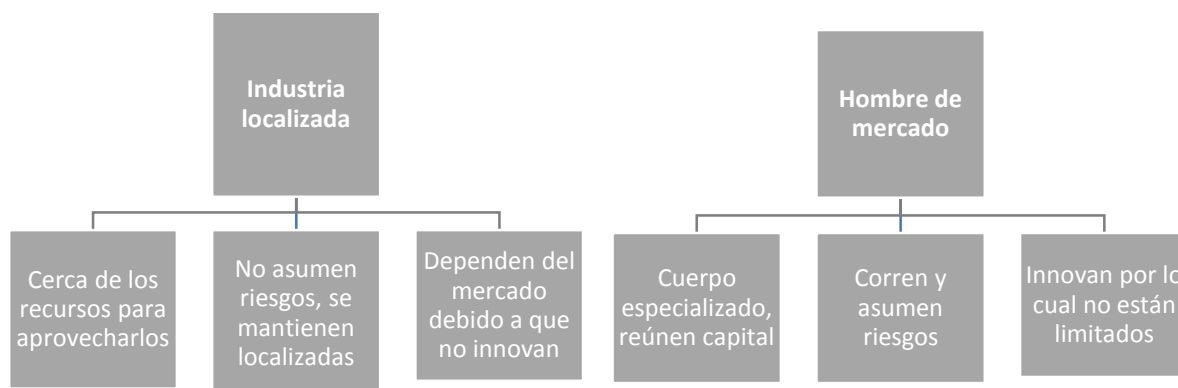 Industria
localizada
Cerca de los
recursos para
aprovecharlos
No asumen
riesgos, se
mantienen
localizadas
Dependen del
mercado
debido a que
no innovan
Hombre de
mercado
Cuerpo
especializado,
reúnen capital
Corren y
asumen
riesgos
Innovan por lo
cual no están
limitados